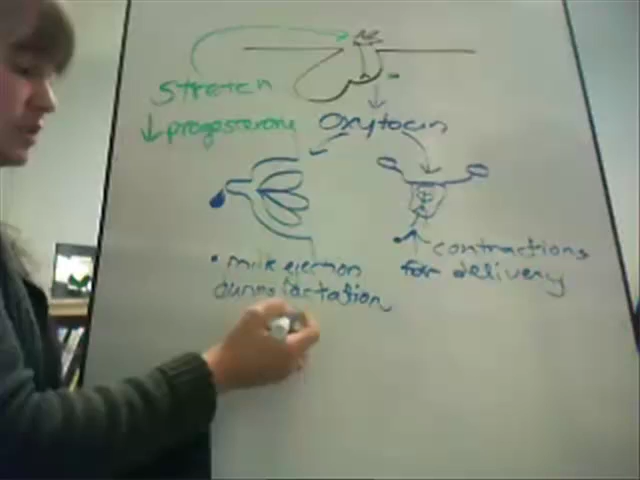 Stretch
↓ progesterone
Oxytocin
• milk ejection
during lactation
• ↑ contractions
for delivery